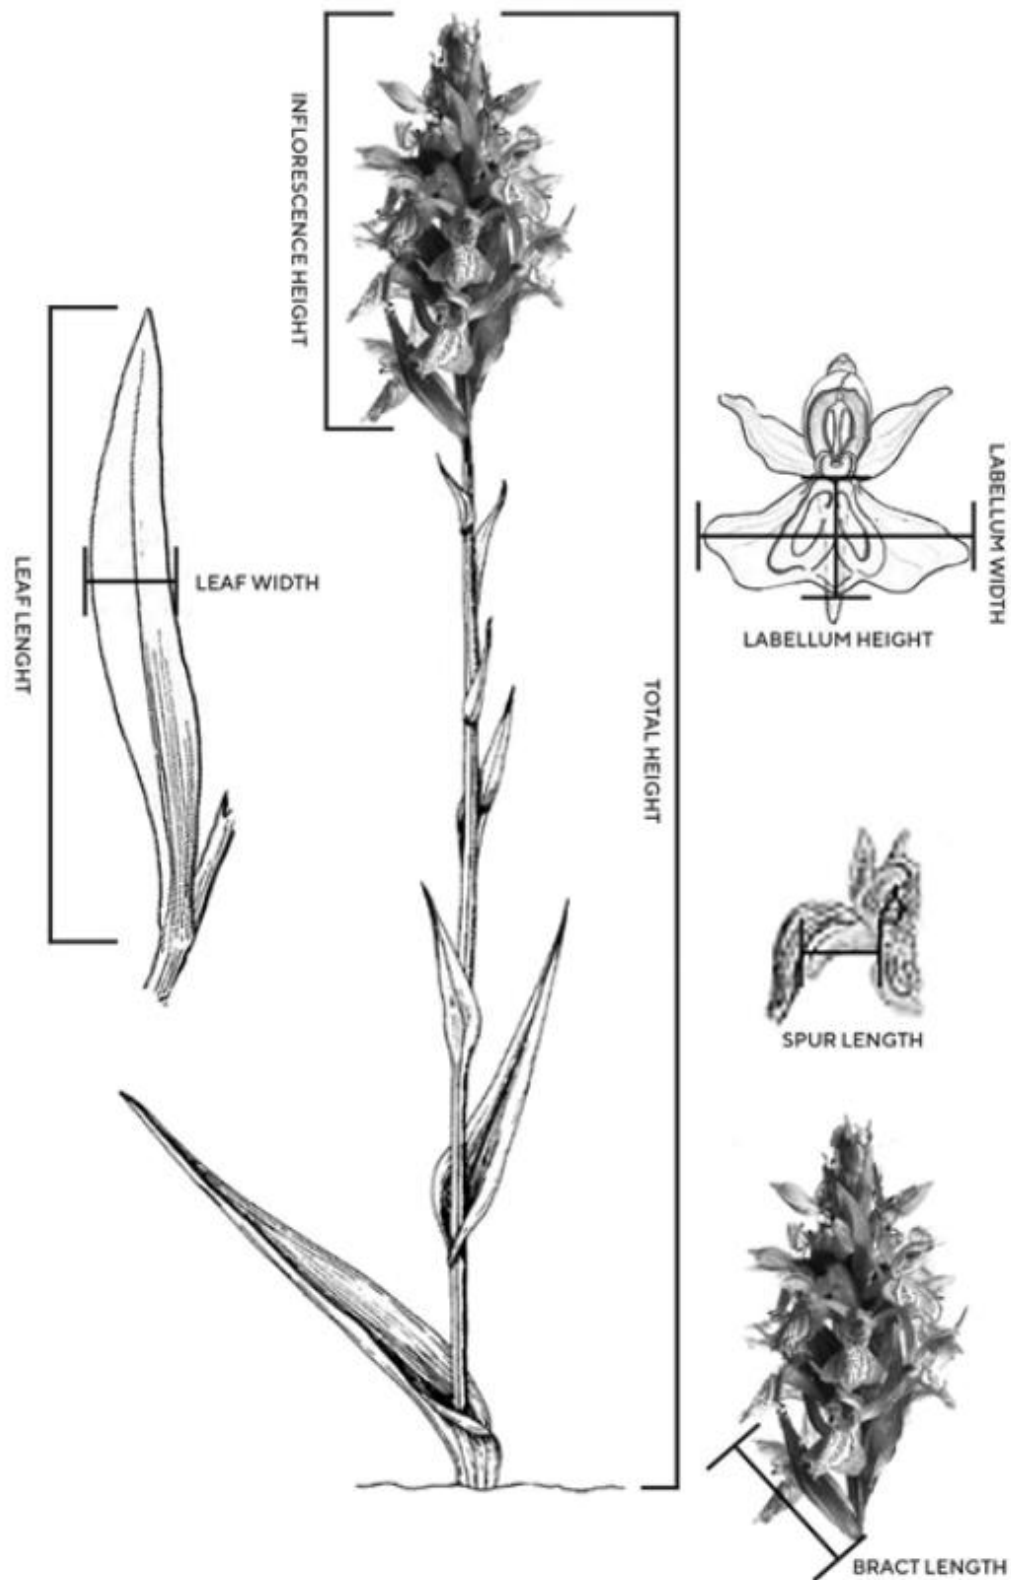 INFLORESCENCE HEIGHT
LEAF LENGHT
LEAF WIDTH
TOTAL HEIGHT
LABELLUM WIDTH
LABELLUM HEIGHT
SPUR LENGTH
BRACT LENGTH